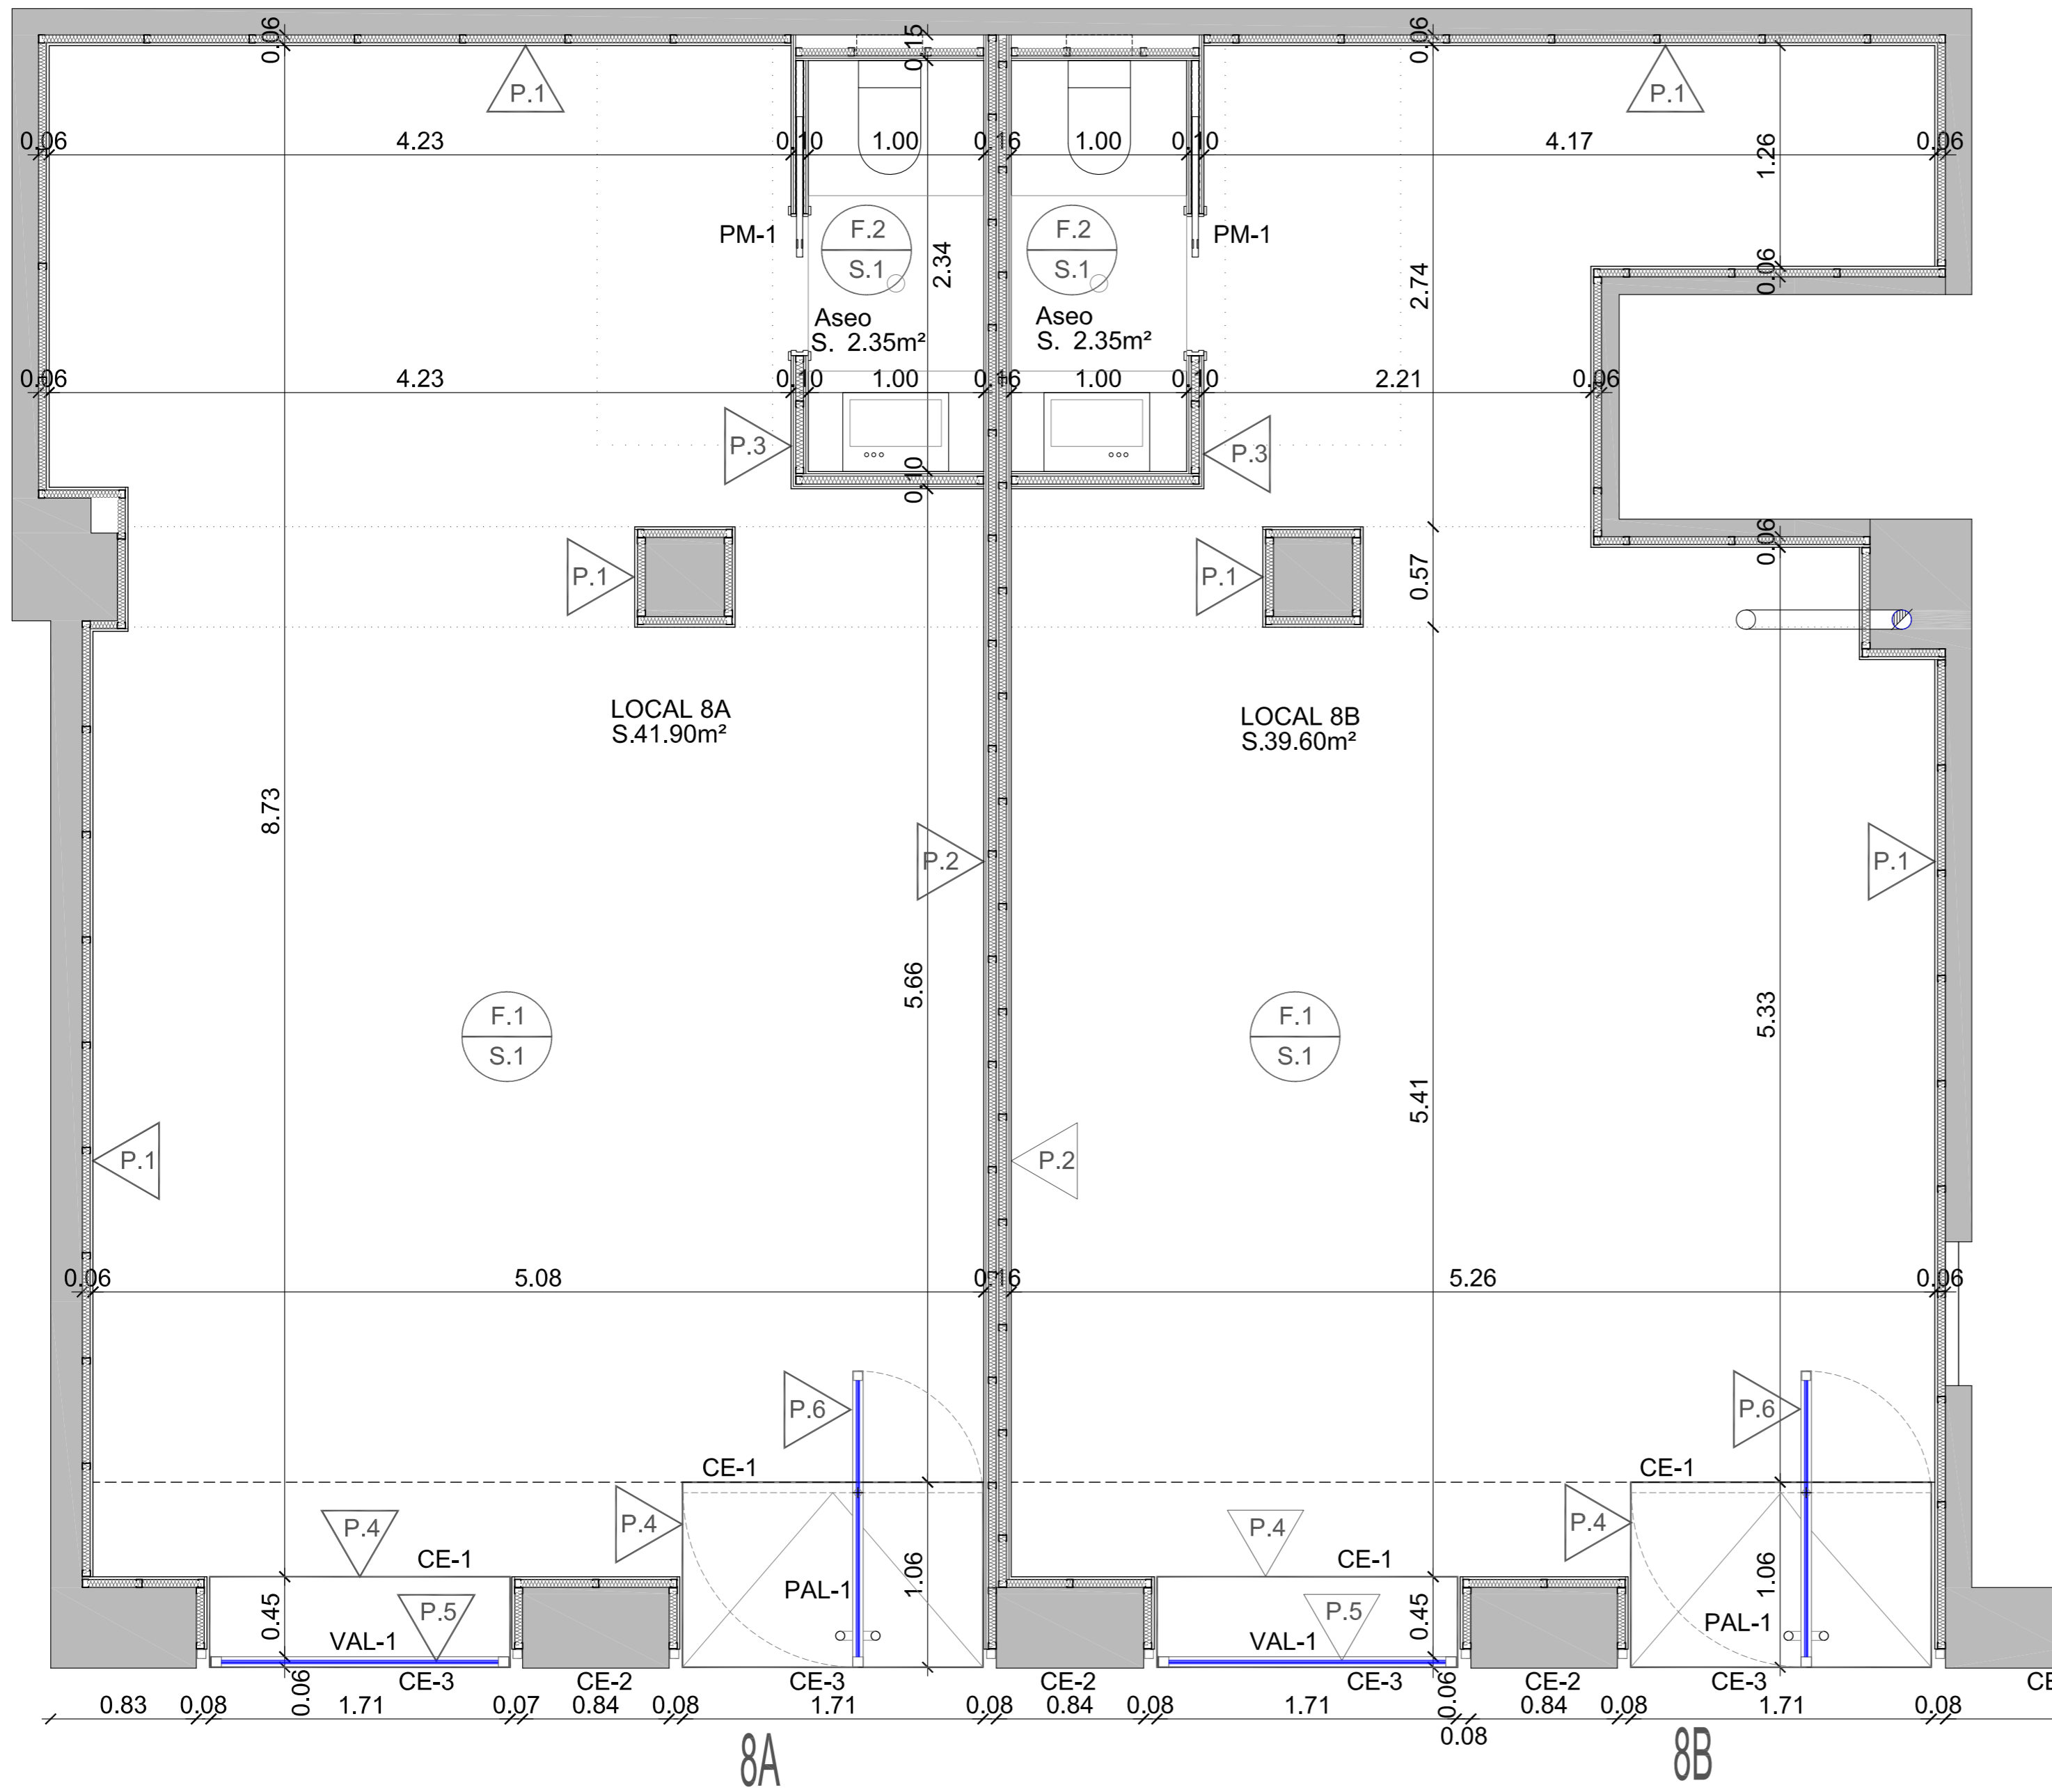 0.06
0.15
0.06
P.1
P.1
0.06
4.23
0.10
1.00
0.16
1.00
0.10
4.17
0.06
1.26
PM-1
F.2
S.1
2.34
F.2
S.1
PM-1
2.74
0.06
Aseo
S. 2.35m²
Aseo
S. 2.35m²
0.06
4.23
0.10
1.00
0.16
1.00
0.10
2.21
0.06
P.3
P.3
0.10
P.1
P.1
0.57
0.06
LOCAL 8A
S.41.90m²
LOCAL 8B
S.39.60m²
8.73
P.2
P.1
5.66
5.33
F.1
S.1
F.1
S.1
5.41
P.1
P.2
0.06
5.08
0.16
5.26
0.06
P.6
P.6
CE-1
CE-1
P.4
P.4
P.4
P.4
CE-1
CE-1
0.45
P.5
PAL-1
1.06
P.5
0.45
PAL-1
1.06
VAL-1
VAL-1
CE-3
CE-2
CE-3
CE-2
CE-3
CE-2
CE-3
CE
0.83
0.08
0.06
1.71
0.07
0.84
0.08
1.71
0.08
0.84
0.08
1.71
0.06
0.08
0.84
0.08
1.71
0.08
8A
8B